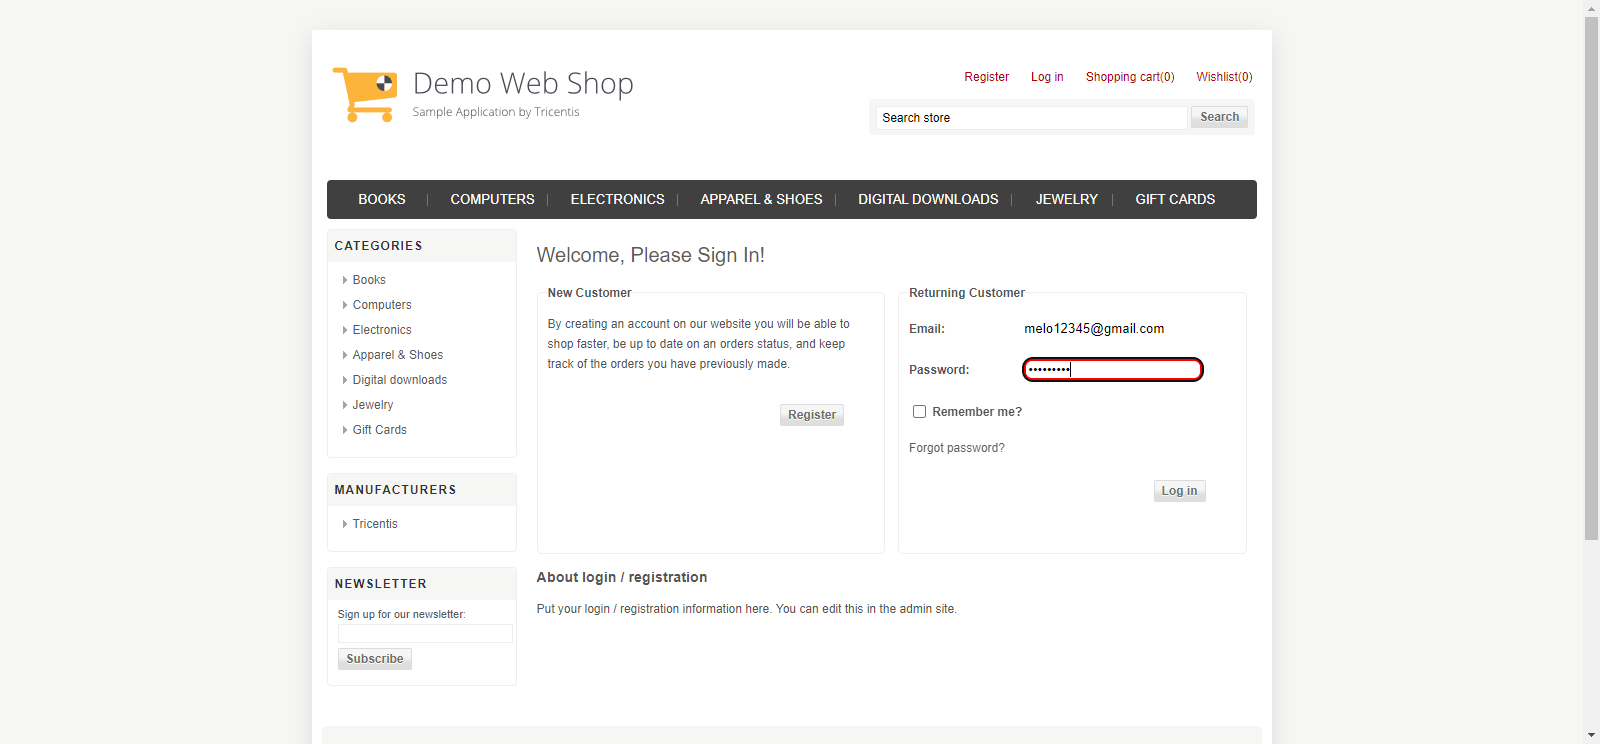 Demo Web Shop
Sample Application by Tricentis
Register Log in Shopping cart(0) Wishlist(0)
Search store Search
BOOKS COMPUTERS ELECTRONICS APPAREL & SHOES DIGITAL DOWNLOADS JEWELRY GIFT CARDS
CATEGORIES
Books
Computers
Electronics
Apparel & Shoes
Digital downloads
Jewelry
Gift Cards
MANUFACTURERS
Tricentis
NEWSLETTER
Sign up for our newsletter:
Subscribe
Welcome, Please Sign In!
New Customer
By creating an account on our website you will be able to
shop faster, be up to date on an orders status, and keep
track of the orders you have previously made.
Register
Returning Customer
Email: melo12345@gmail.com
Password: •••••••••
Remember me?
Forgot password?
Log in
About login / registration
Put your login / registration information here. You can edit this in the admin site.